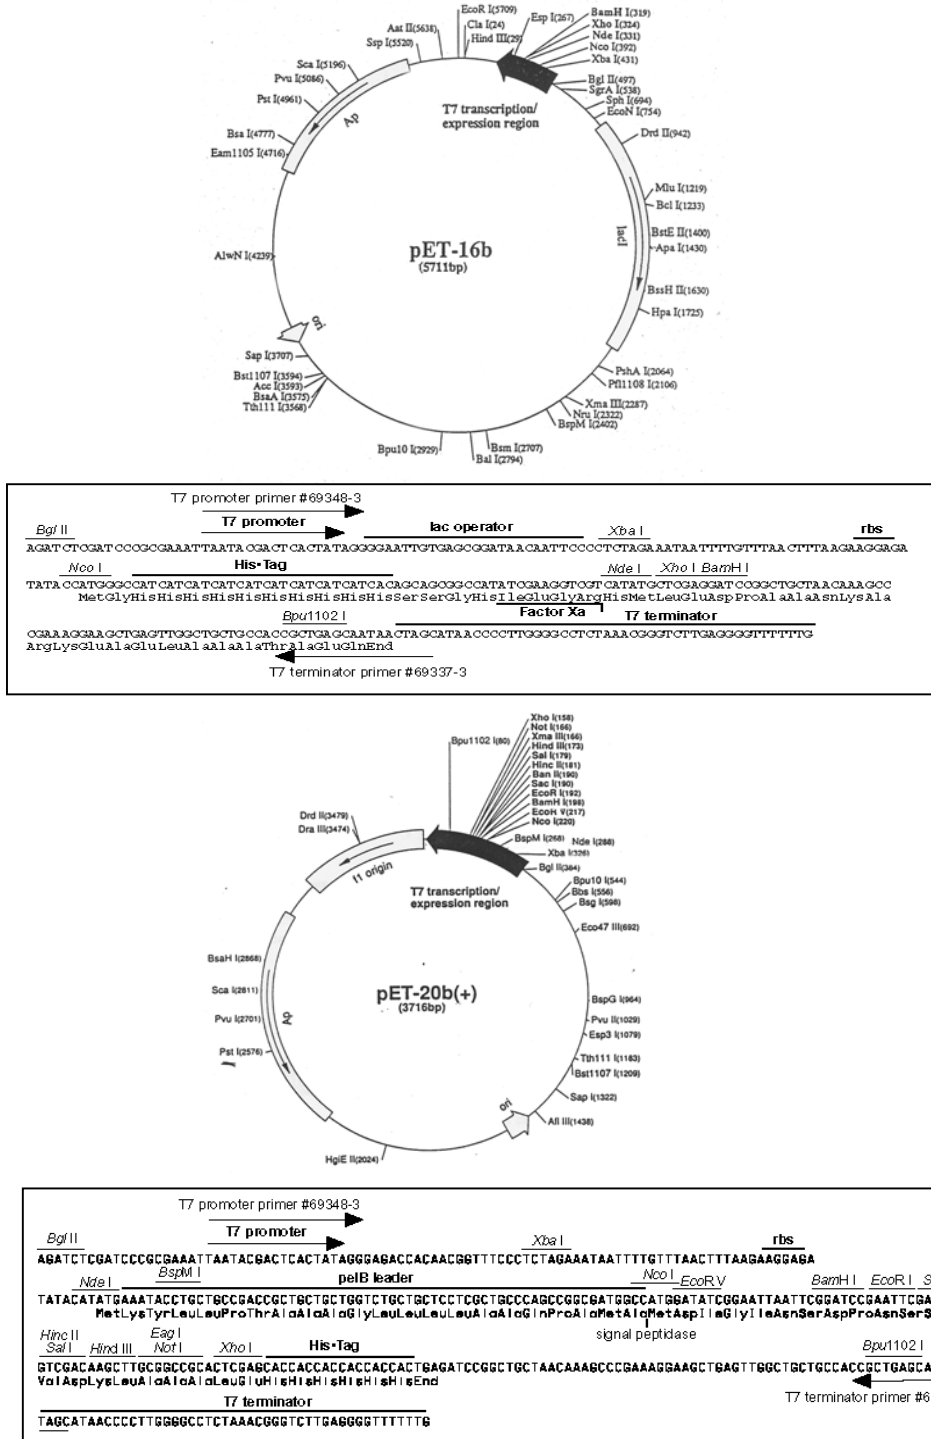 EcoR I(5709)
Cla I(24)
Hind III(29)
Esp I(267)
BamH I(319)
Xho I(324)
Nde I(331)
Nco I(392)
Xba I(431)
Bgl II(497)
SgrA I(538)
Sph I(694)
EcoN I(754)
Drd II(942)
Mlu I(1219)
Bcl I(1233)
BstE II(1400)
Apa I(1430)
BssH II(1630)
Hpa I(1725)
PshA I(2064)
Pfl1108 I(2106)
Xma III(2287)
Nru I(2322)
BspM I(2402)
Bsm I(2707)
Bal I(2794)
Bpu10 I(2929)
Tth111 I(3568)
BsaA I(3575)
Acc I(3593)
Bst1107 I(3594)
Sap I(3707)
AlwN I(4239)
Eam1105 I(4716)
Bsa I(4777)
Pst I(4961)
Pvu I(5086)
Sca I(5196)
Ssp I(5520)
Aat II(5638)
Ap
lacI
ori
T7 transcription/
expression region
pET-16b
(5711bp)
T7 promoter primer #69348-3
Bgl II T7 promoter lac operator Xba I rbs
AGATCTCGATCCCGCGAAATTAATACGACTCACTATAGGGGAATTGTGAGCGGATAACAATTCCCCTCTAGAAATAATTTTGTTTAACTTTAAGAAGGAGA
Nco I His•Tag Nde I Xho I BamH I
TATACCATGGGCCATCATCATCATCATCATCATCATCATCACAGCAGCGGCCATATCGAAGGTCGTCATATGCTCGAGGATCCGGCTGCTAACAAAGCC
MetGlyHisHisHisHisHisHisHisHisHisHisSerSerGlyHisIleGluGlyArgHisMetLeuGluAspProAlaAlaAsnLysAla
Bpu1102 I Factor Xa T7 terminator
CGAAAGGAAGCTGAGTTGGCTGCTGCCACCGCTGAGCAATAACTAGCATAACCCCTTGGGGCCTCTAAACGGGTCTTGAGGGGTTTTTTG
ArgLysGluAlaGluLeuAlaAlaAlaThrAlaGluGlnEnd
T7 terminator primer #69337-3
Bpu1102 I(80)
Xho I(158)
Not I(166)
Xma III(166)
Hind III(173)
Sal I(179)
Hinc II(181)
Ban II(190)
Sac I(190)
EcoR I(192)
BamH I(198)
EcoR V(217)
Nco I(220)
BspM I(268)
Nde I(288)
Xba I(326)
Bgl II(384)
Bpu10 I(544)
Bbs I(556)
Bsg I(598)
Eco47 III(692)
BspG I(964)
Pvu II(1029)
Esp3 I(1079)
Tth111 I(1183)
Bst1107 I(1209)
Sap I(1322)
Afl III(1438)
HgiE II(2024)
Pst I(2576)
Pvu I(2701)
Sca I(2811)
BsaH I(2868)
Dra III(3474)
Drd II(3479)
f1 origin
Ap
ori
T7 transcription/
expression region
pET-20b(+)
(3716bp)
T7 promoter primer #69348-3
Bgl II T7 promoter Xba I rbs
AGATCTCGATCCCGCGAAATTAATACGACTCACTATAGGGAGACCACAACGGTTTCCCTCTAGAAATAATTTTGTTTAACTTTAAGAAGGAGA
Nde I BspM I pelB leader Nco I EcoRV BamH I EcoR I S
TATACATATGAAATACCTGCTGCCGACCGCTGCTGCTGGTCTGCTGCTCCTCGCTGCCCAGCCGGCGATGGCCATGGATATCGGAATTAATTCGGATCCGAATTCGA
MetLysTyrLeuLeuProThrAlaAlaAlaGlyLeuLeuLeuLeuAlaAlaGlnProAlaMetAlaMetAspIleGlyIleAsnSerAspProAsnSerS
signal peptidase
Hinc II
Sal I Hind III Eag I
Not I Xho I His•Tag Bpu1102 I
GTCGACAAGCTTGCGGCCGCACTCGAGCACCACCACCACCACCACTGAGATCCGGCTGCTAACAAAGCCCGAAAGGAAGCTGAGTTGGCTGCTGCCACCGCTGAGCA
ValAspLysLeuAlaAlaAlaLeuGluHisHisHisHisHisHisEnd
T7 terminator T7 terminator primer #6
TAGCATAACCCCTTGGGGCCTCTAAACGGGTCTTGAGGGGTTTTTTG